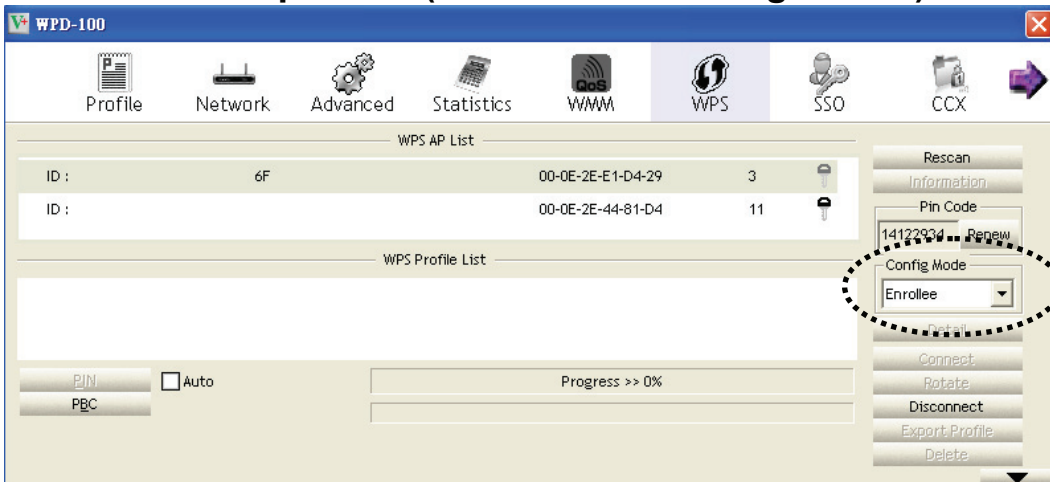 WPD-100
Profile Network Advanced Statistics QoS WMM WPS SSO CCX
WPS AP List
ID : 6F 00-0E-2E-E1-D4-29 3
ID : 00-0E-2E-44-81-D4 11
Rescan
Information
Pin Code
14122934 Renew
WPS Profile List
Config Mode
Enrollee
Detail
Connect
PIN Auto Progress >> 0%
Rotate
PBC
Disconnect
Export Profile
Delete